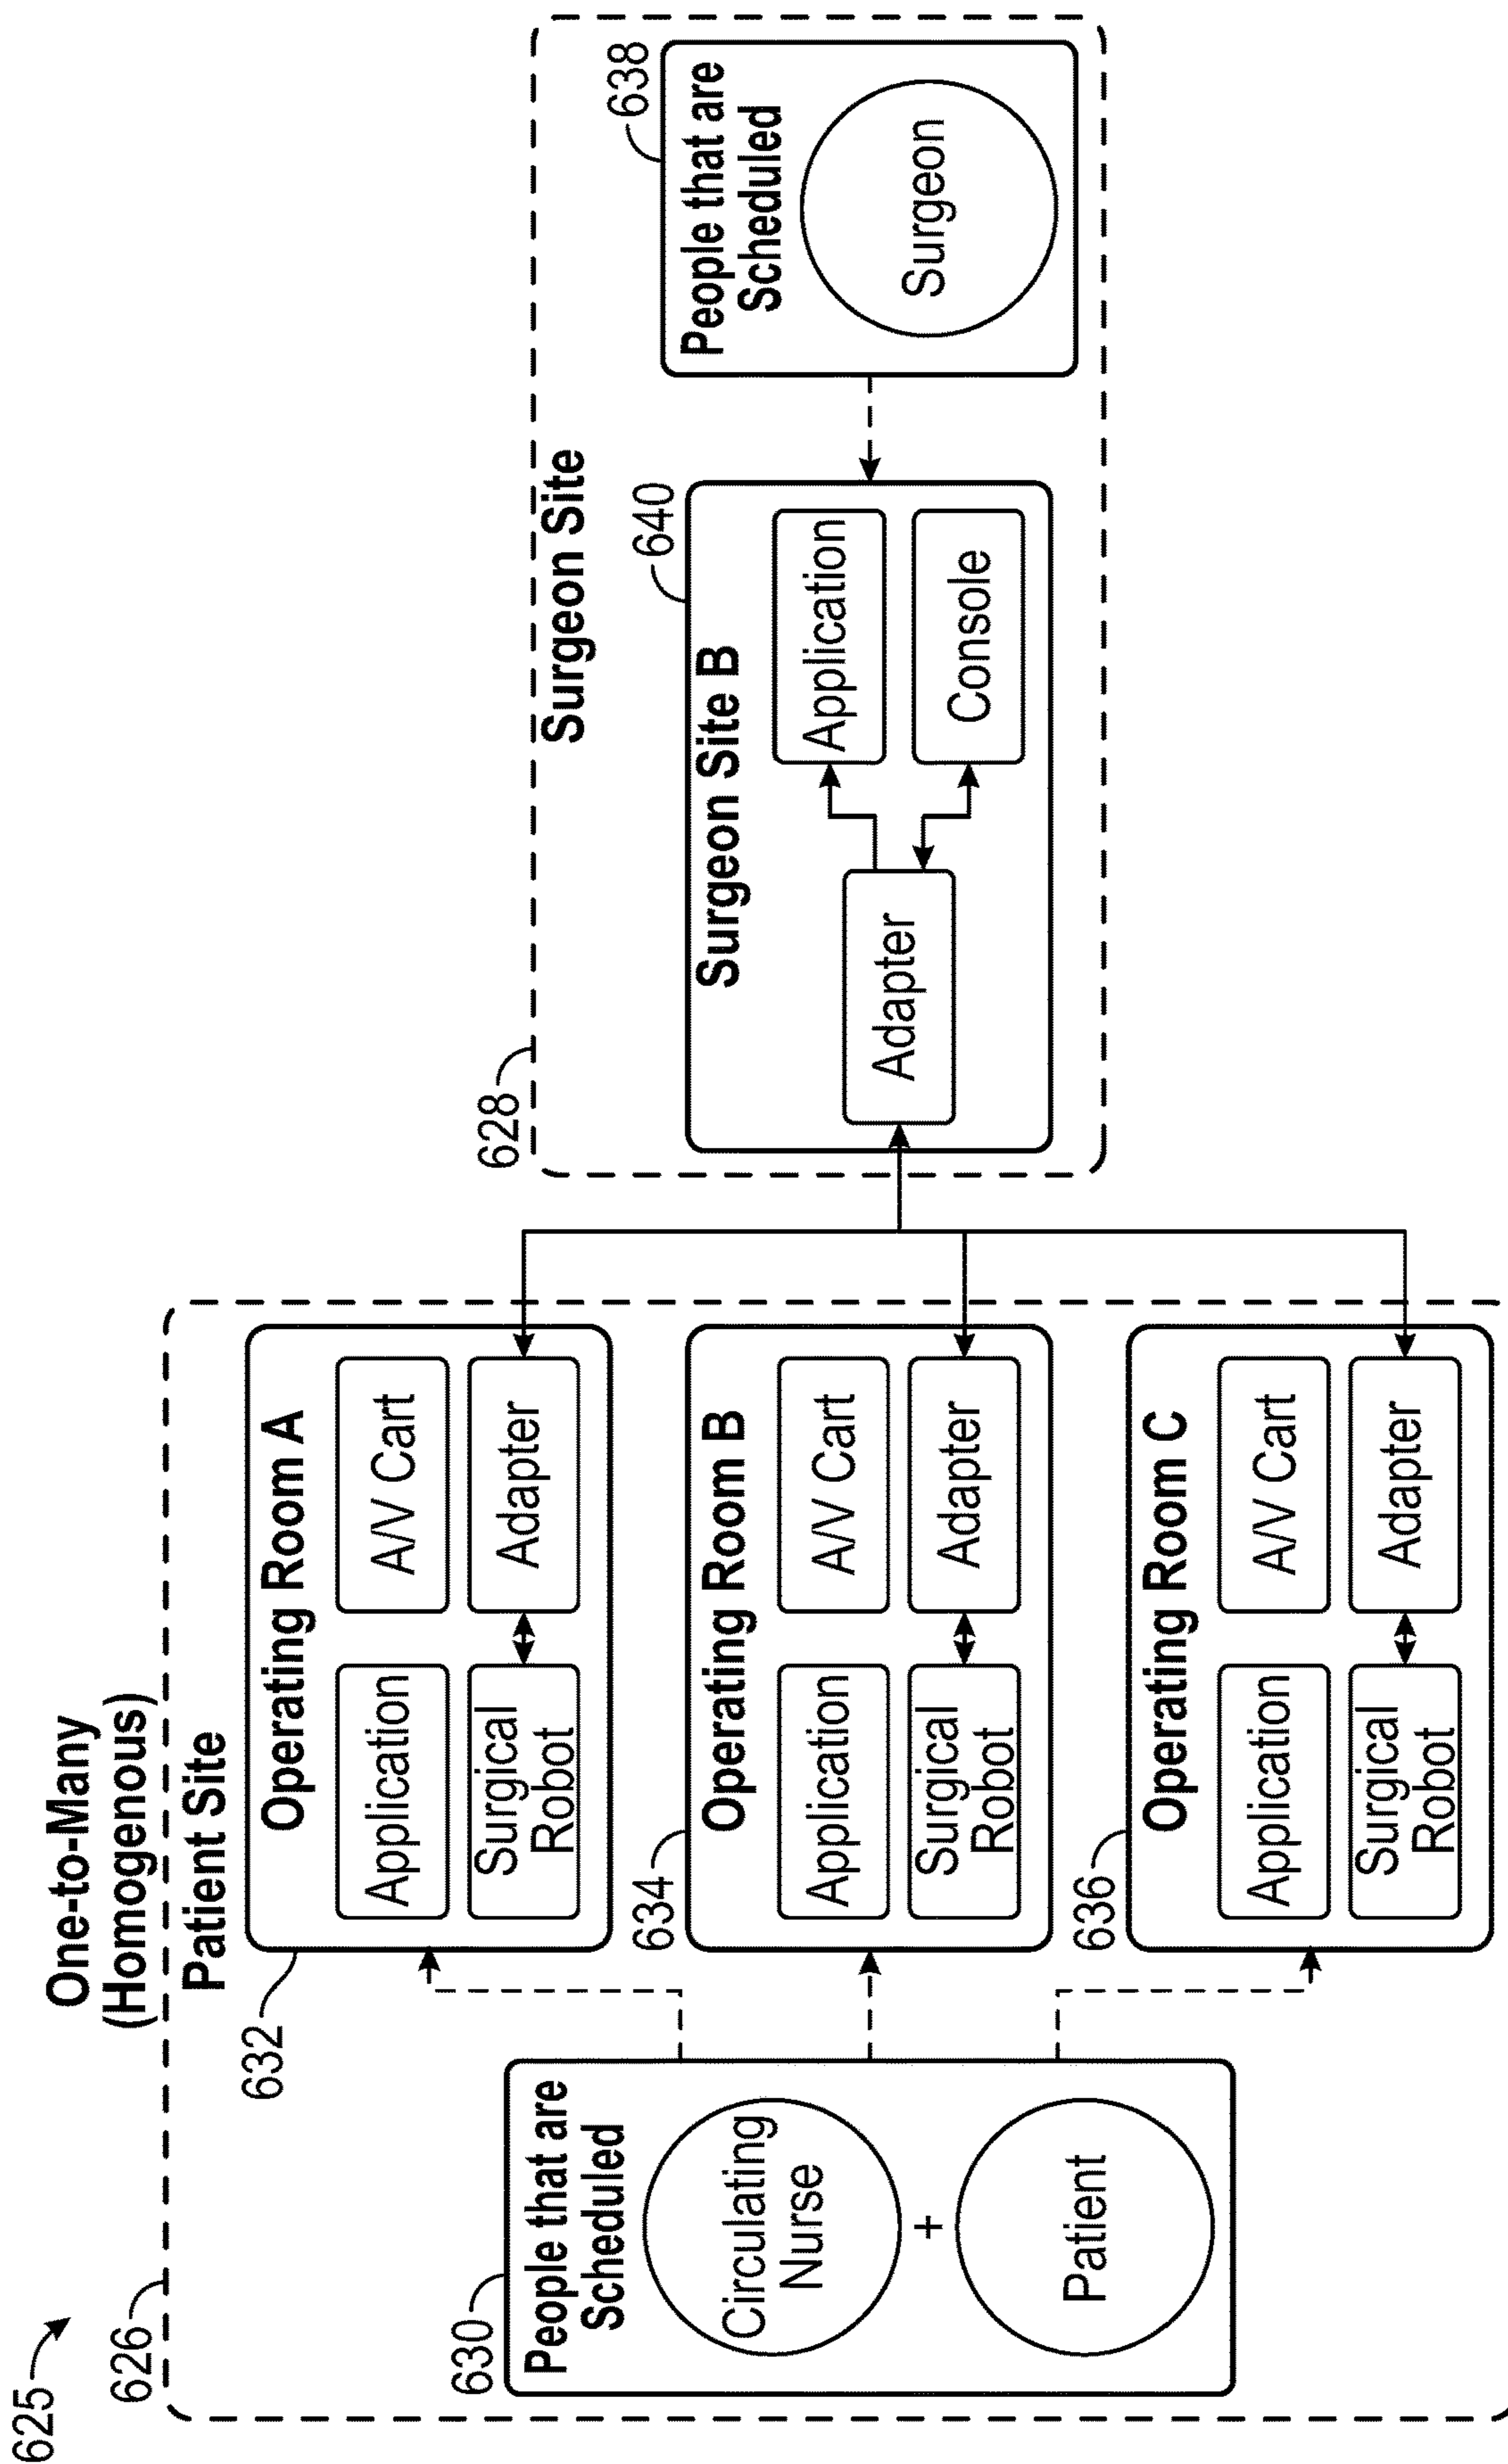 625
One-to-Many
(Homogenous)
626
Patient Site
630
People that are
Scheduled
Circulating
Nurse
+
Patient
632
Operating Room A
Application
A/V Cart
Surgical
Robot
Adapter
634
Operating Room B
Application
A/V Cart
Surgical
Robot
Adapter
636
Operating Room C
Application
A/V Cart
Surgical
Robot
Adapter
628
Surgeon Site
640
Surgeon Site B
Adapter
Application
Console
638
People that are
Scheduled
Surgeon